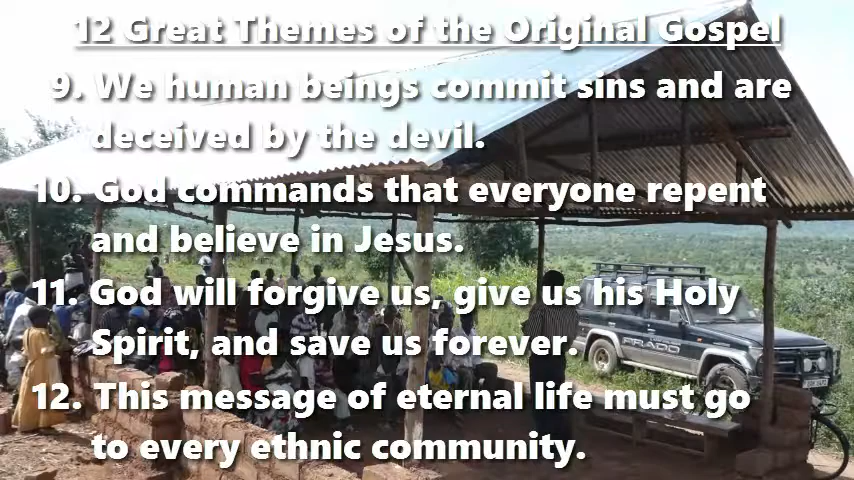 12 Great Themes of the Original Gospel
9. We human beings commit sins and are
deceived by the devil.
10. God commands that everyone repent
and believe in Jesus.
11. God will forgive us, give us his Holy
Spirit, and save us forever.
12. This message of eternal life must go
to every ethnic community.
PRADO